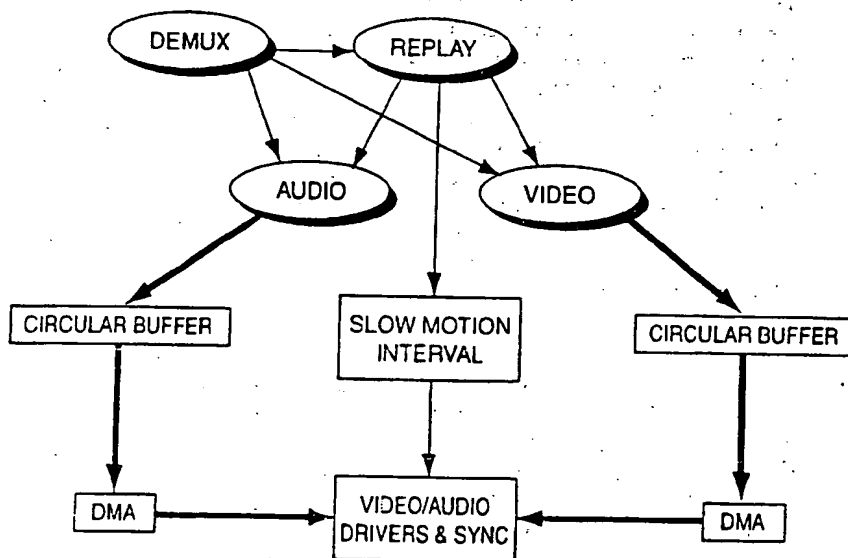 DEMUX
REPLAY
AUDIO
VIDEO
CIRCULAR BUFFER
SLOW MOTION
INTERVAL
CIRCULAR BUFFER
DMA
VIDEO/AUDIO
DRIVERS & SYNC
DMA